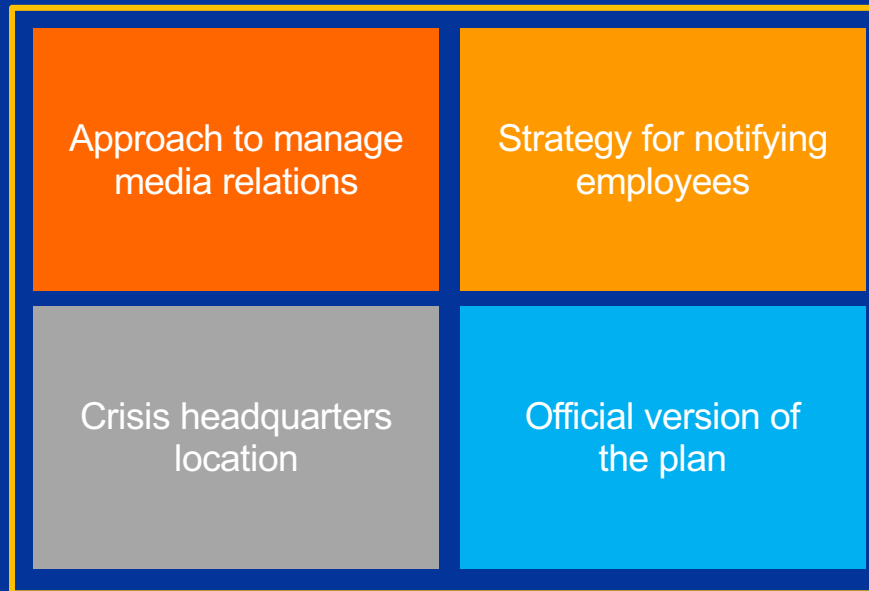 Approach to manage
media relations
Strategy for notifying
employees
Crisis headquarters
location
Official version of
the plan